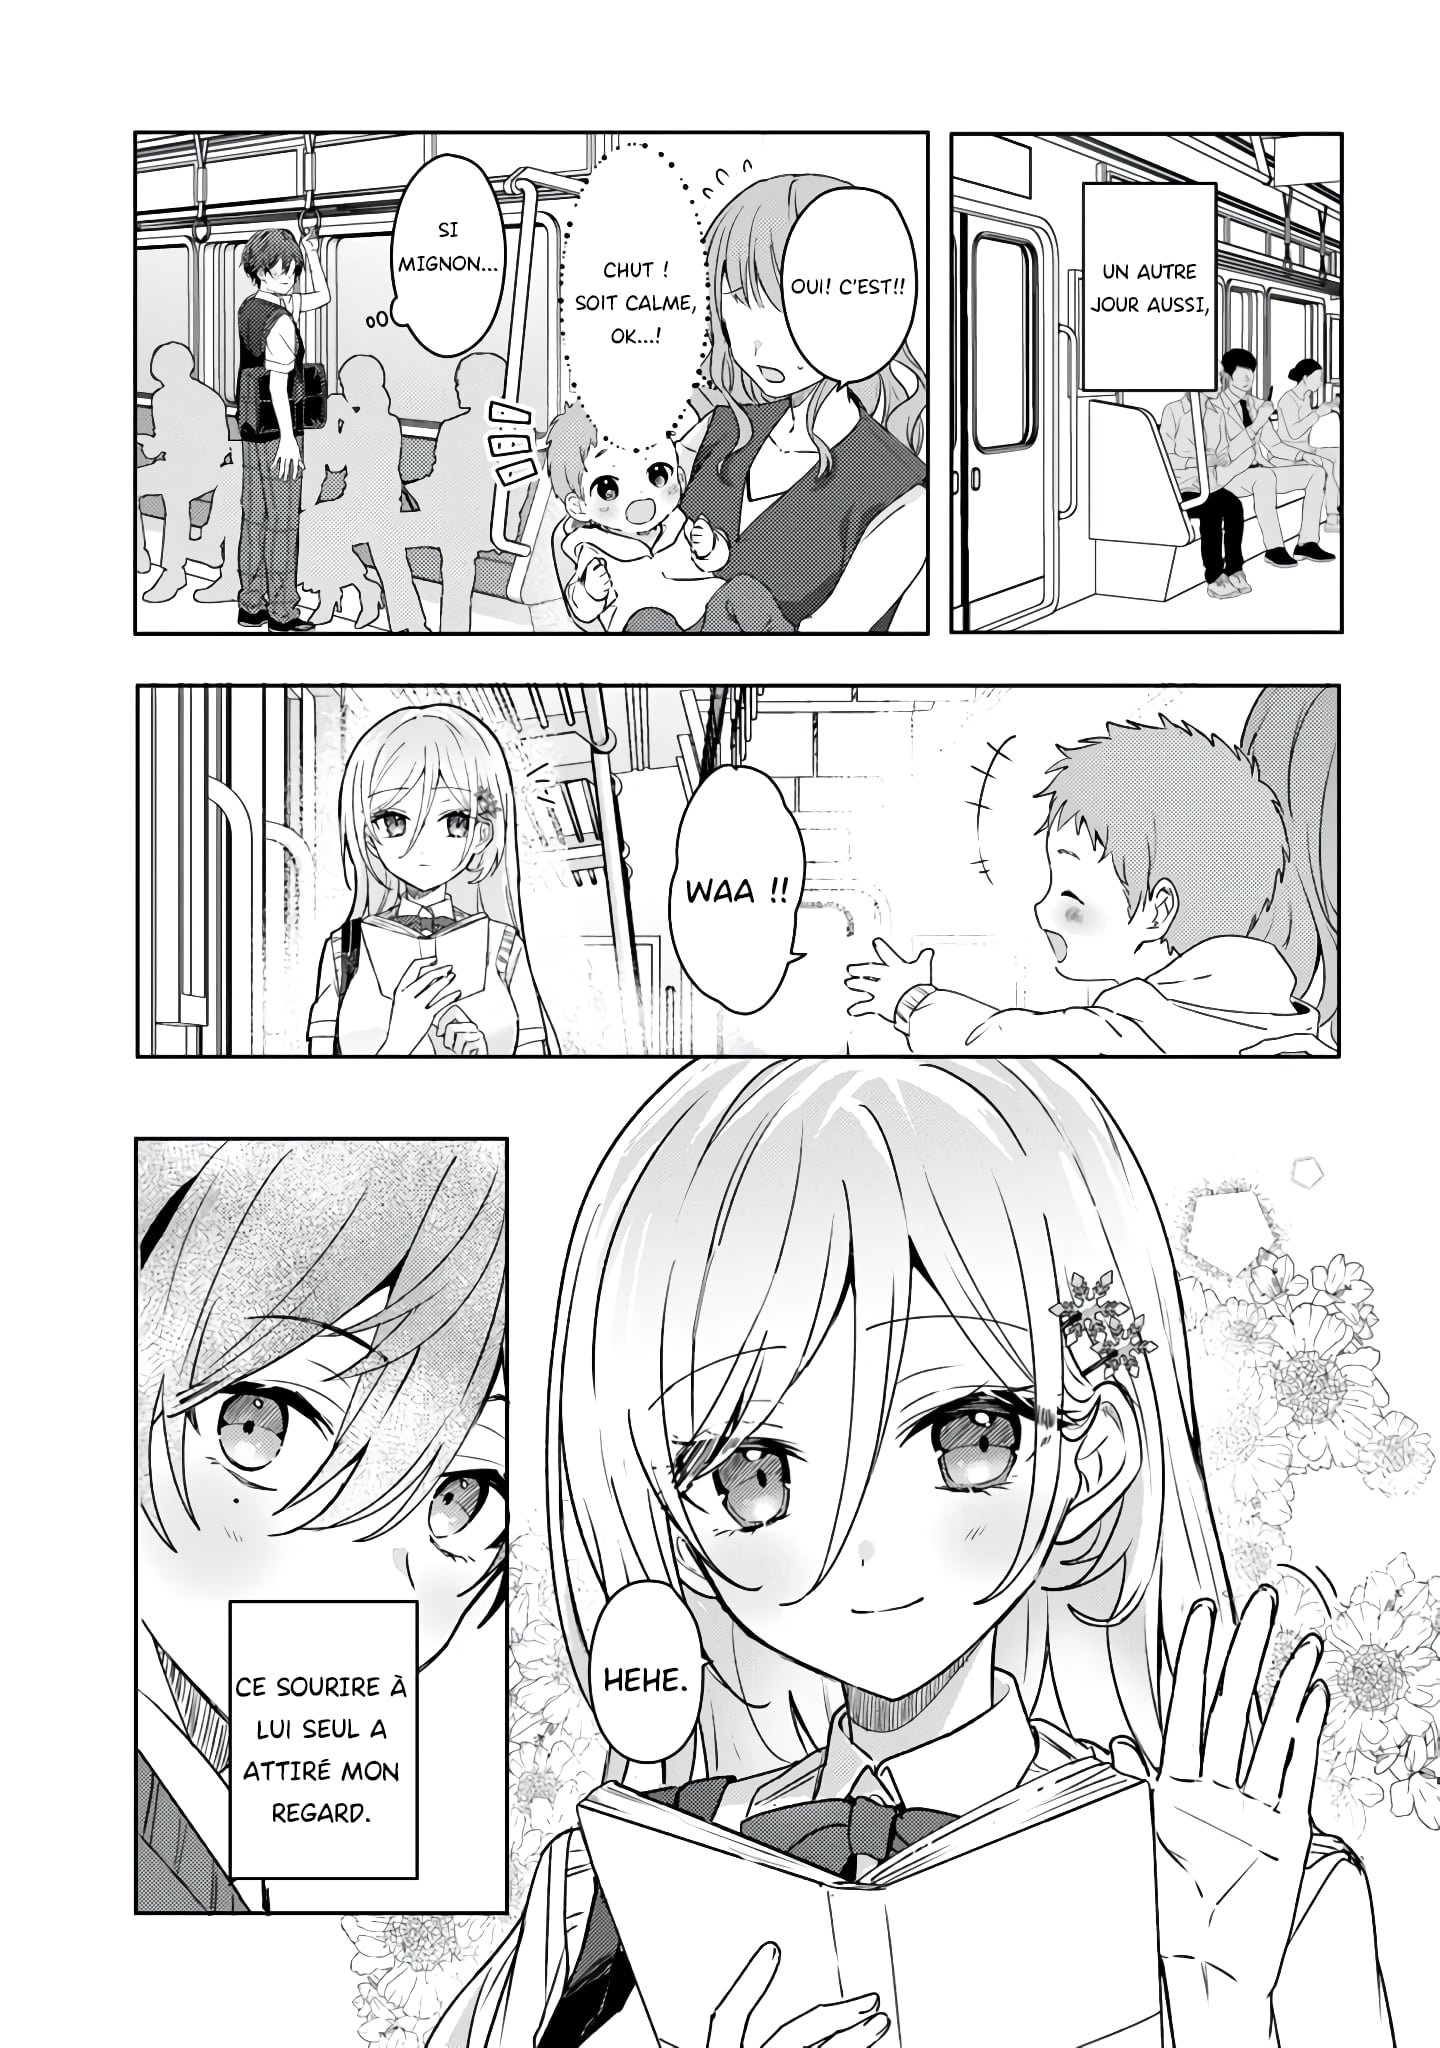 UN AUTRE
JOUR AUSSI,
OUI! C'EST!!
CHUT !
SOIT CALME,
OK...!
SI
MIGNON...
WAA !!
HEHE.
CE SOURIRE À
LUI SEUL A
ATTIRÉ MON
REGARD.